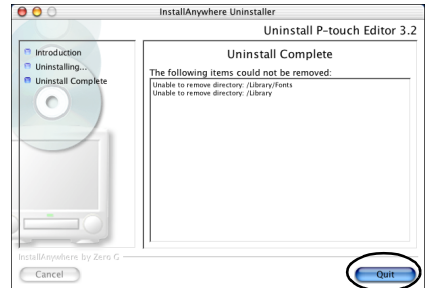 InstallAnywhere Uninstaller
Uninstall P-touch Editor 3.2
Introduction
Uninstalling...
Uninstall Complete
Uninstall Complete
The following items could not be removed:
Unable to remove directory: /Library/Fonts
Unable to remove directory: /Library
InstallAnywhere by Zero G
Cancel
Quit